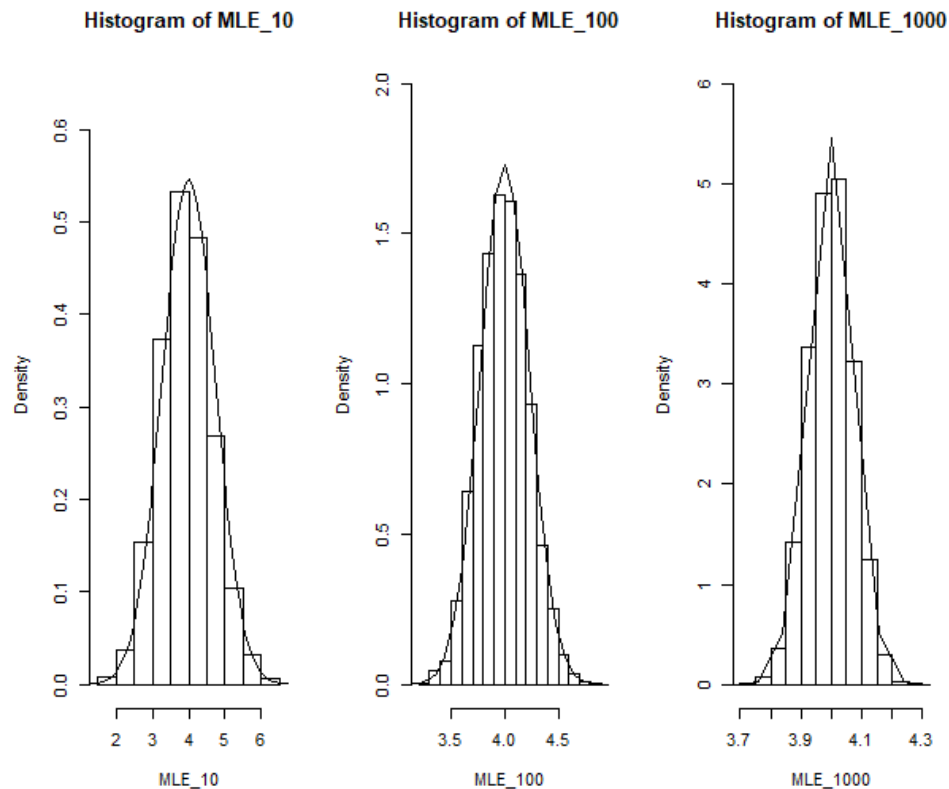 Histogram of MLE_10
Density
0.0 0.1 0.2 0.3 0.4 0.5 0.6
2 3 4 5 6
MLE_10
Histogram of MLE_100
Density
0.0 0.5 1.0 1.5 2.0
3.5 4.0 4.5
MLE_100
Histogram of MLE_1000
Density
0 1 2 3 4 5 6
3.7 3.9 4.1 4.3
MLE_1000